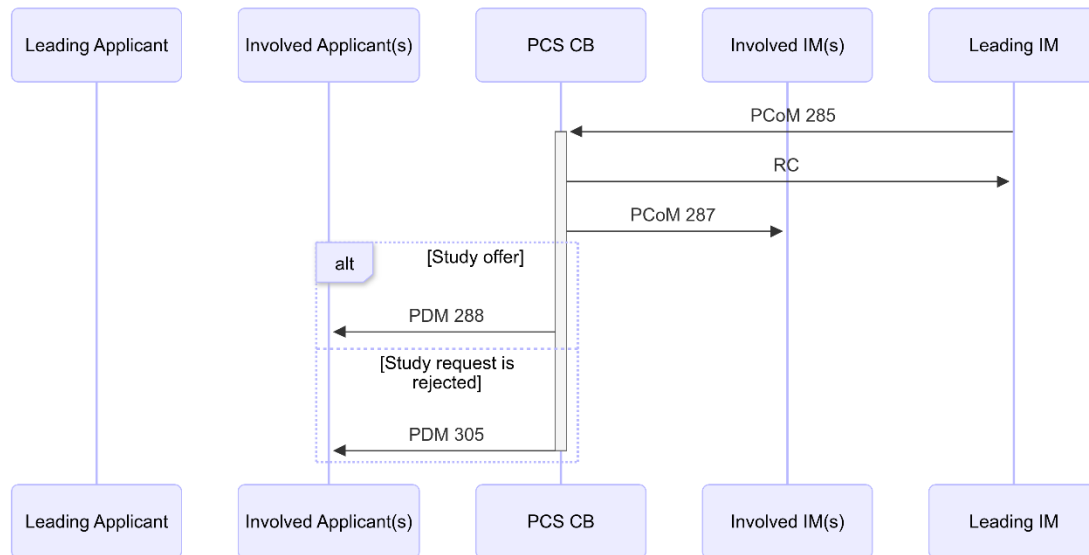 Leading Applicant
Involved Applicant(s)
PCS CB
Involved IM(s)
Leading IM
PCoM 285
RC
PCoM 287
alt
[Study offer]
PDM 288
[Study request is
rejected]
PDM 305
Leading Applicant
Involved Applicant(s)
PCS CB
Involved IM(s)
Leading IM